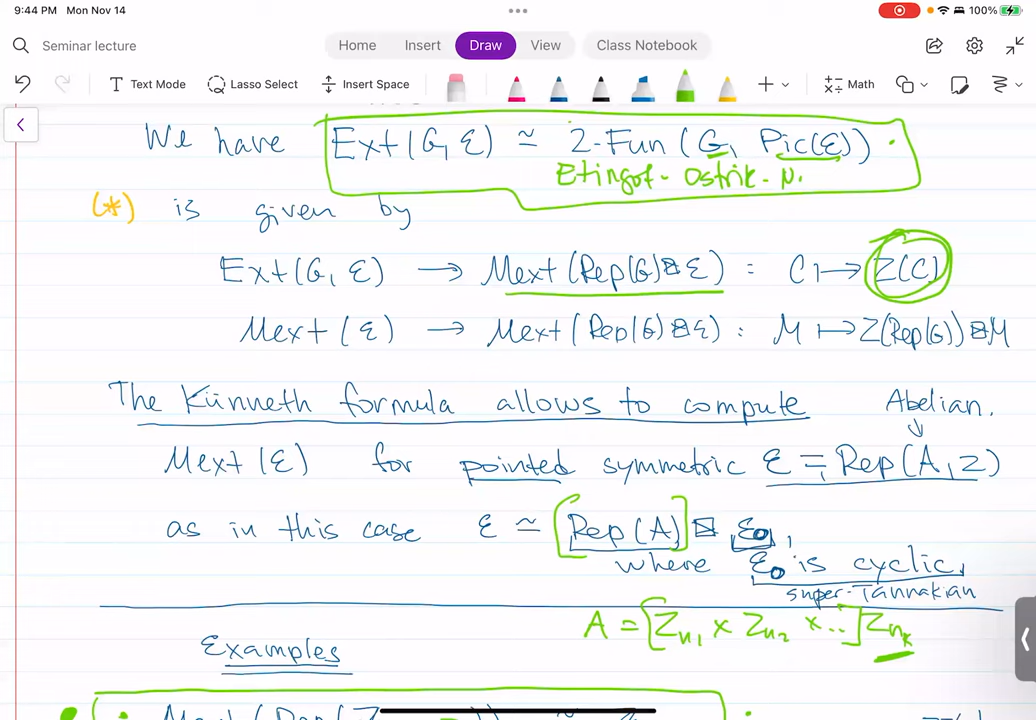 9:44 PM Mon Nov 14
100%
Seminar lecture
Home Insert Draw View Class Notebook
Text Mode Lasso Select Insert Space Math
We have Ext(G, ℰ) ≃ 2-Fun(G, Pic(ℰ)).
Etingof-Ostrik-N.
(*) is given by
Ext(G, ℰ) → Mext(Rep(G)⊠ℰ) : C ↦ Z(C)
Mext(ℰ) → Mext(Rep(G)⊠ℰ) : M ↦ Z(Rep(G))⊠M
The Künneth formula allows to compute
Abelian.
Mext(ℰ) for pointed symmetric ℰ = Rep(A, z)
as in this case ℰ ≃ [Rep(A)] ⊠ ℰ₀,
where ℰ₀ is cyclic,
super-Tannakian
A = [Zn₁ × Zn₂ × ..] Znₖ
Examples